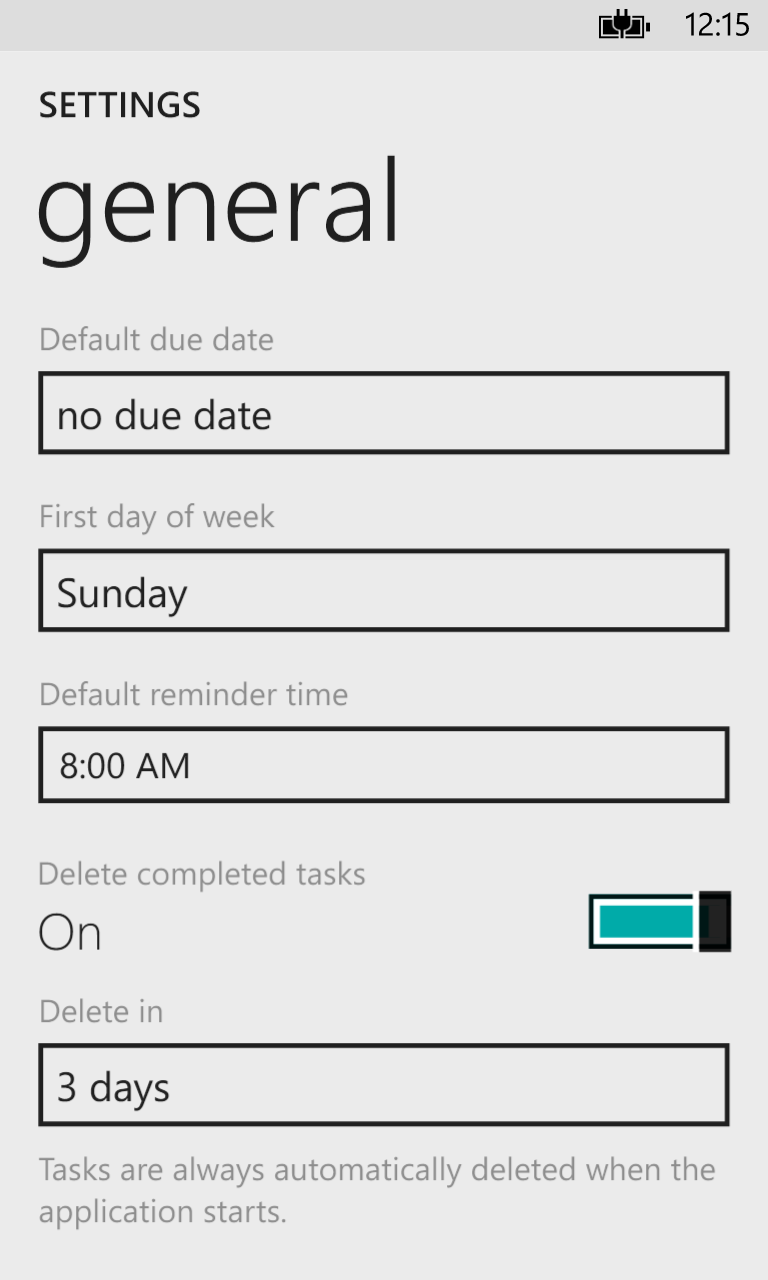 12:15
SETTINGS
general
Default due date
no due date
First day of week
Sunday
Default reminder time
8:00 AM
Delete completed tasks
On
Delete in
3 days
Tasks are always automatically deleted when the
application starts.